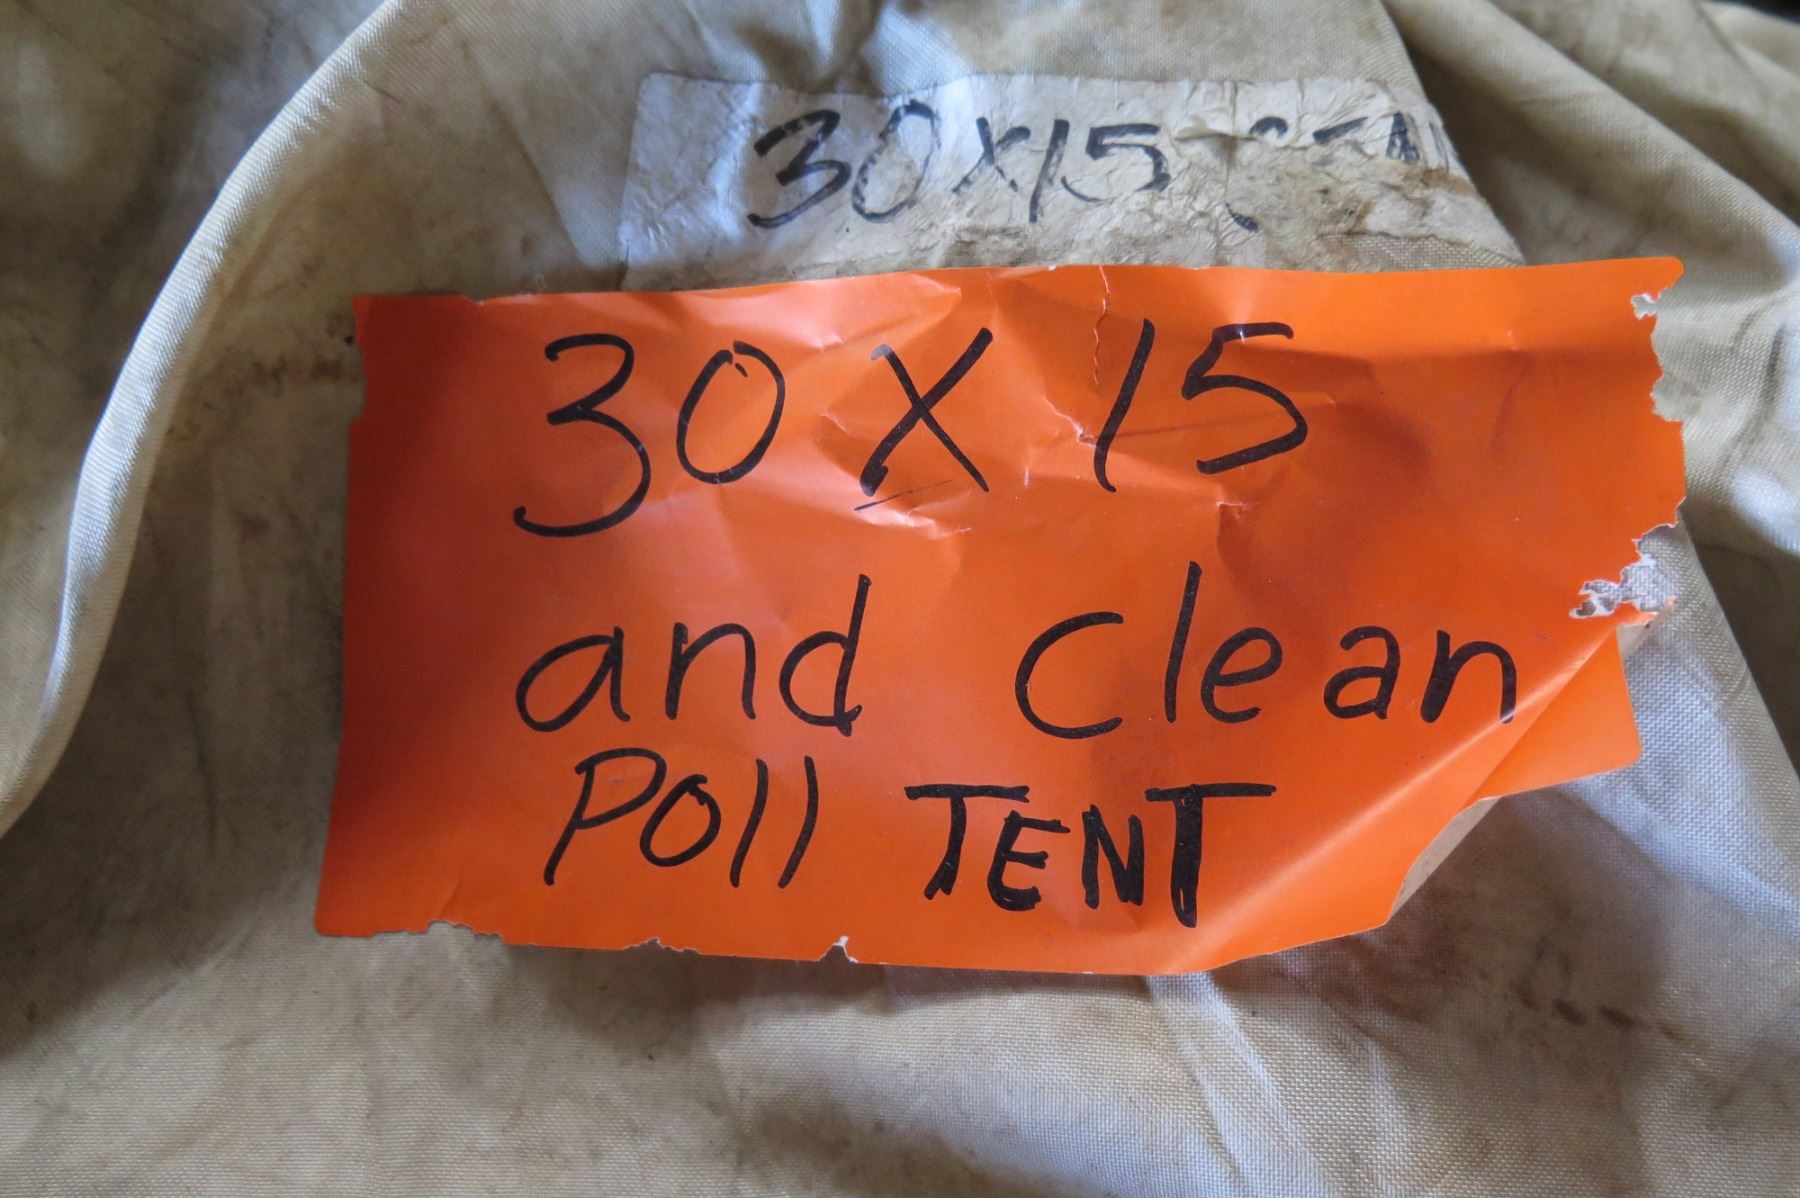 30X15
30 X 15
and clean
Poll TENT